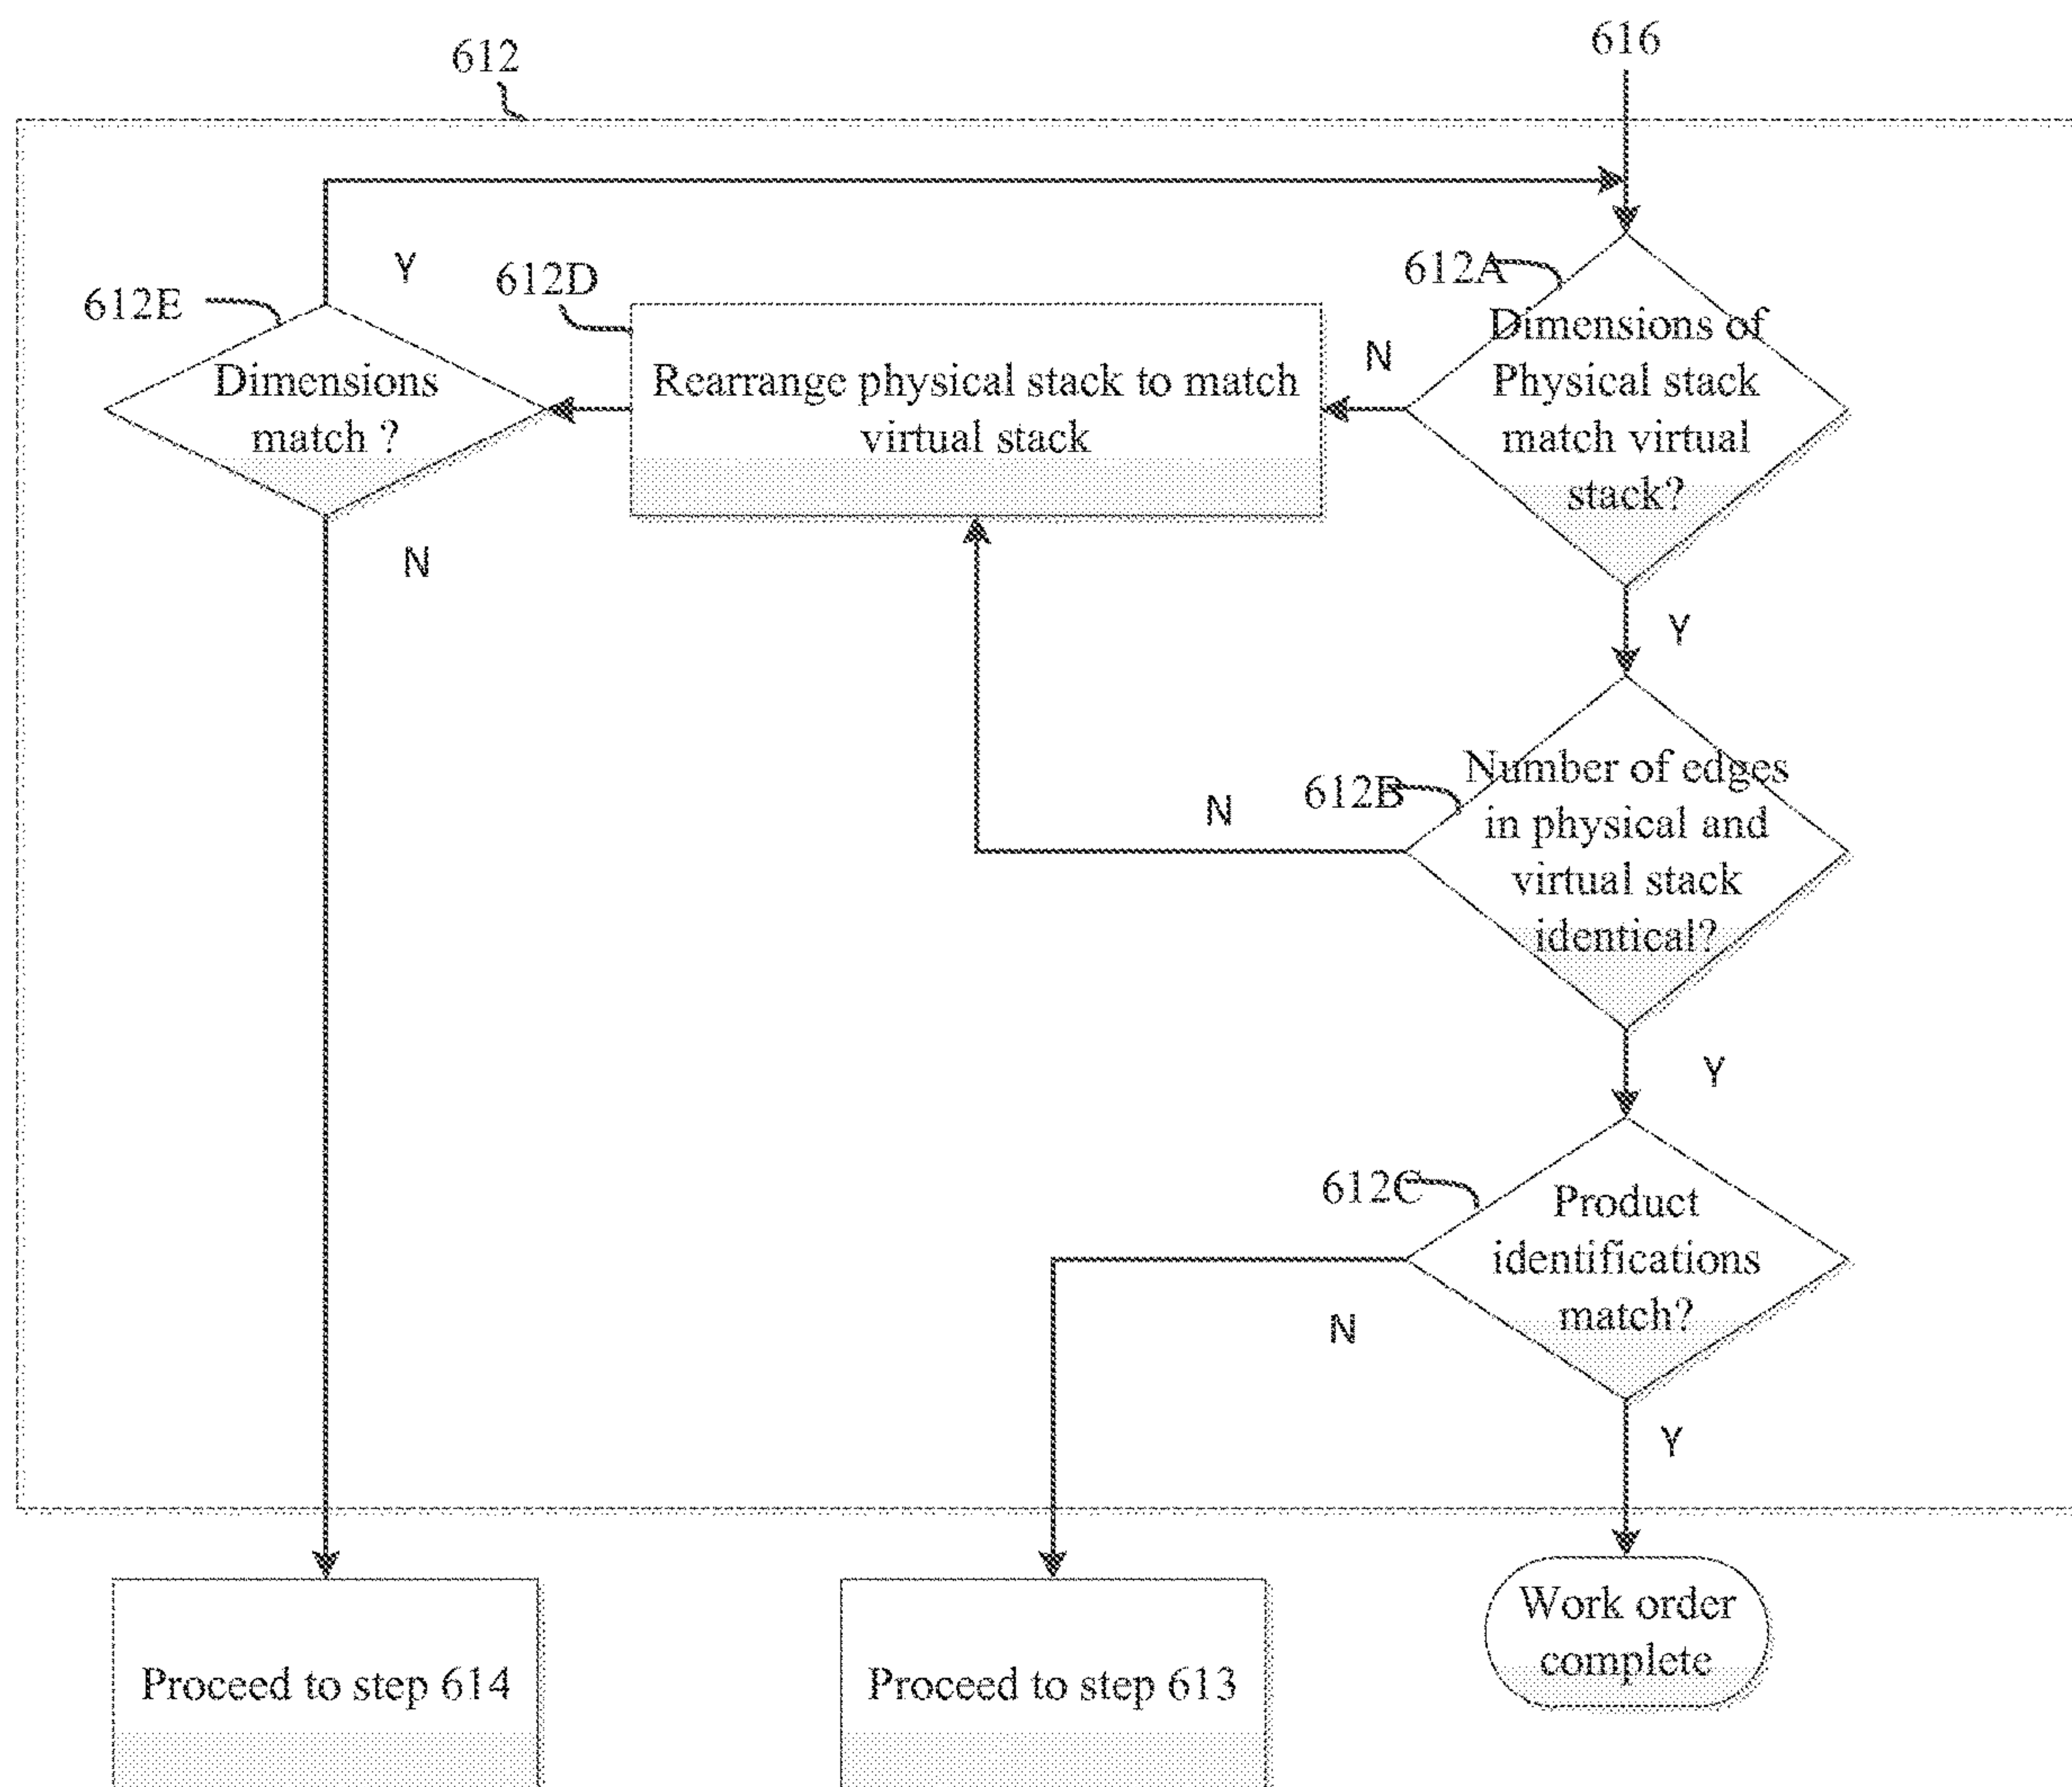 612
616
Y
612E
Dimensions
match ?
N
612D
Rearrange physical stack to match
virtual stack
N
612A
Dimensions of
Physical stack
match virtual
stack?
Y
612B
Number of edges
in physical and
virtual stack
identical?
N
Y
612C
Product
identifications
match?
N
Y
Proceed to step 614
Proceed to step 613
Work order
complete